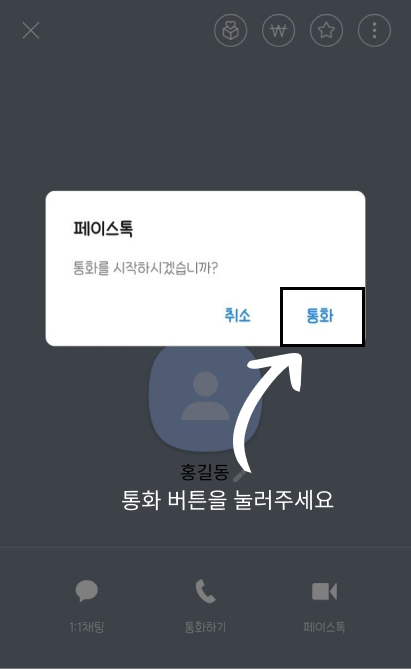 페이스톡
통화를 시작하시겠습니까?
취소 통화
홍길동
통화 버튼을 눌러주세요
1:1채팅 통화하기 페이스톡